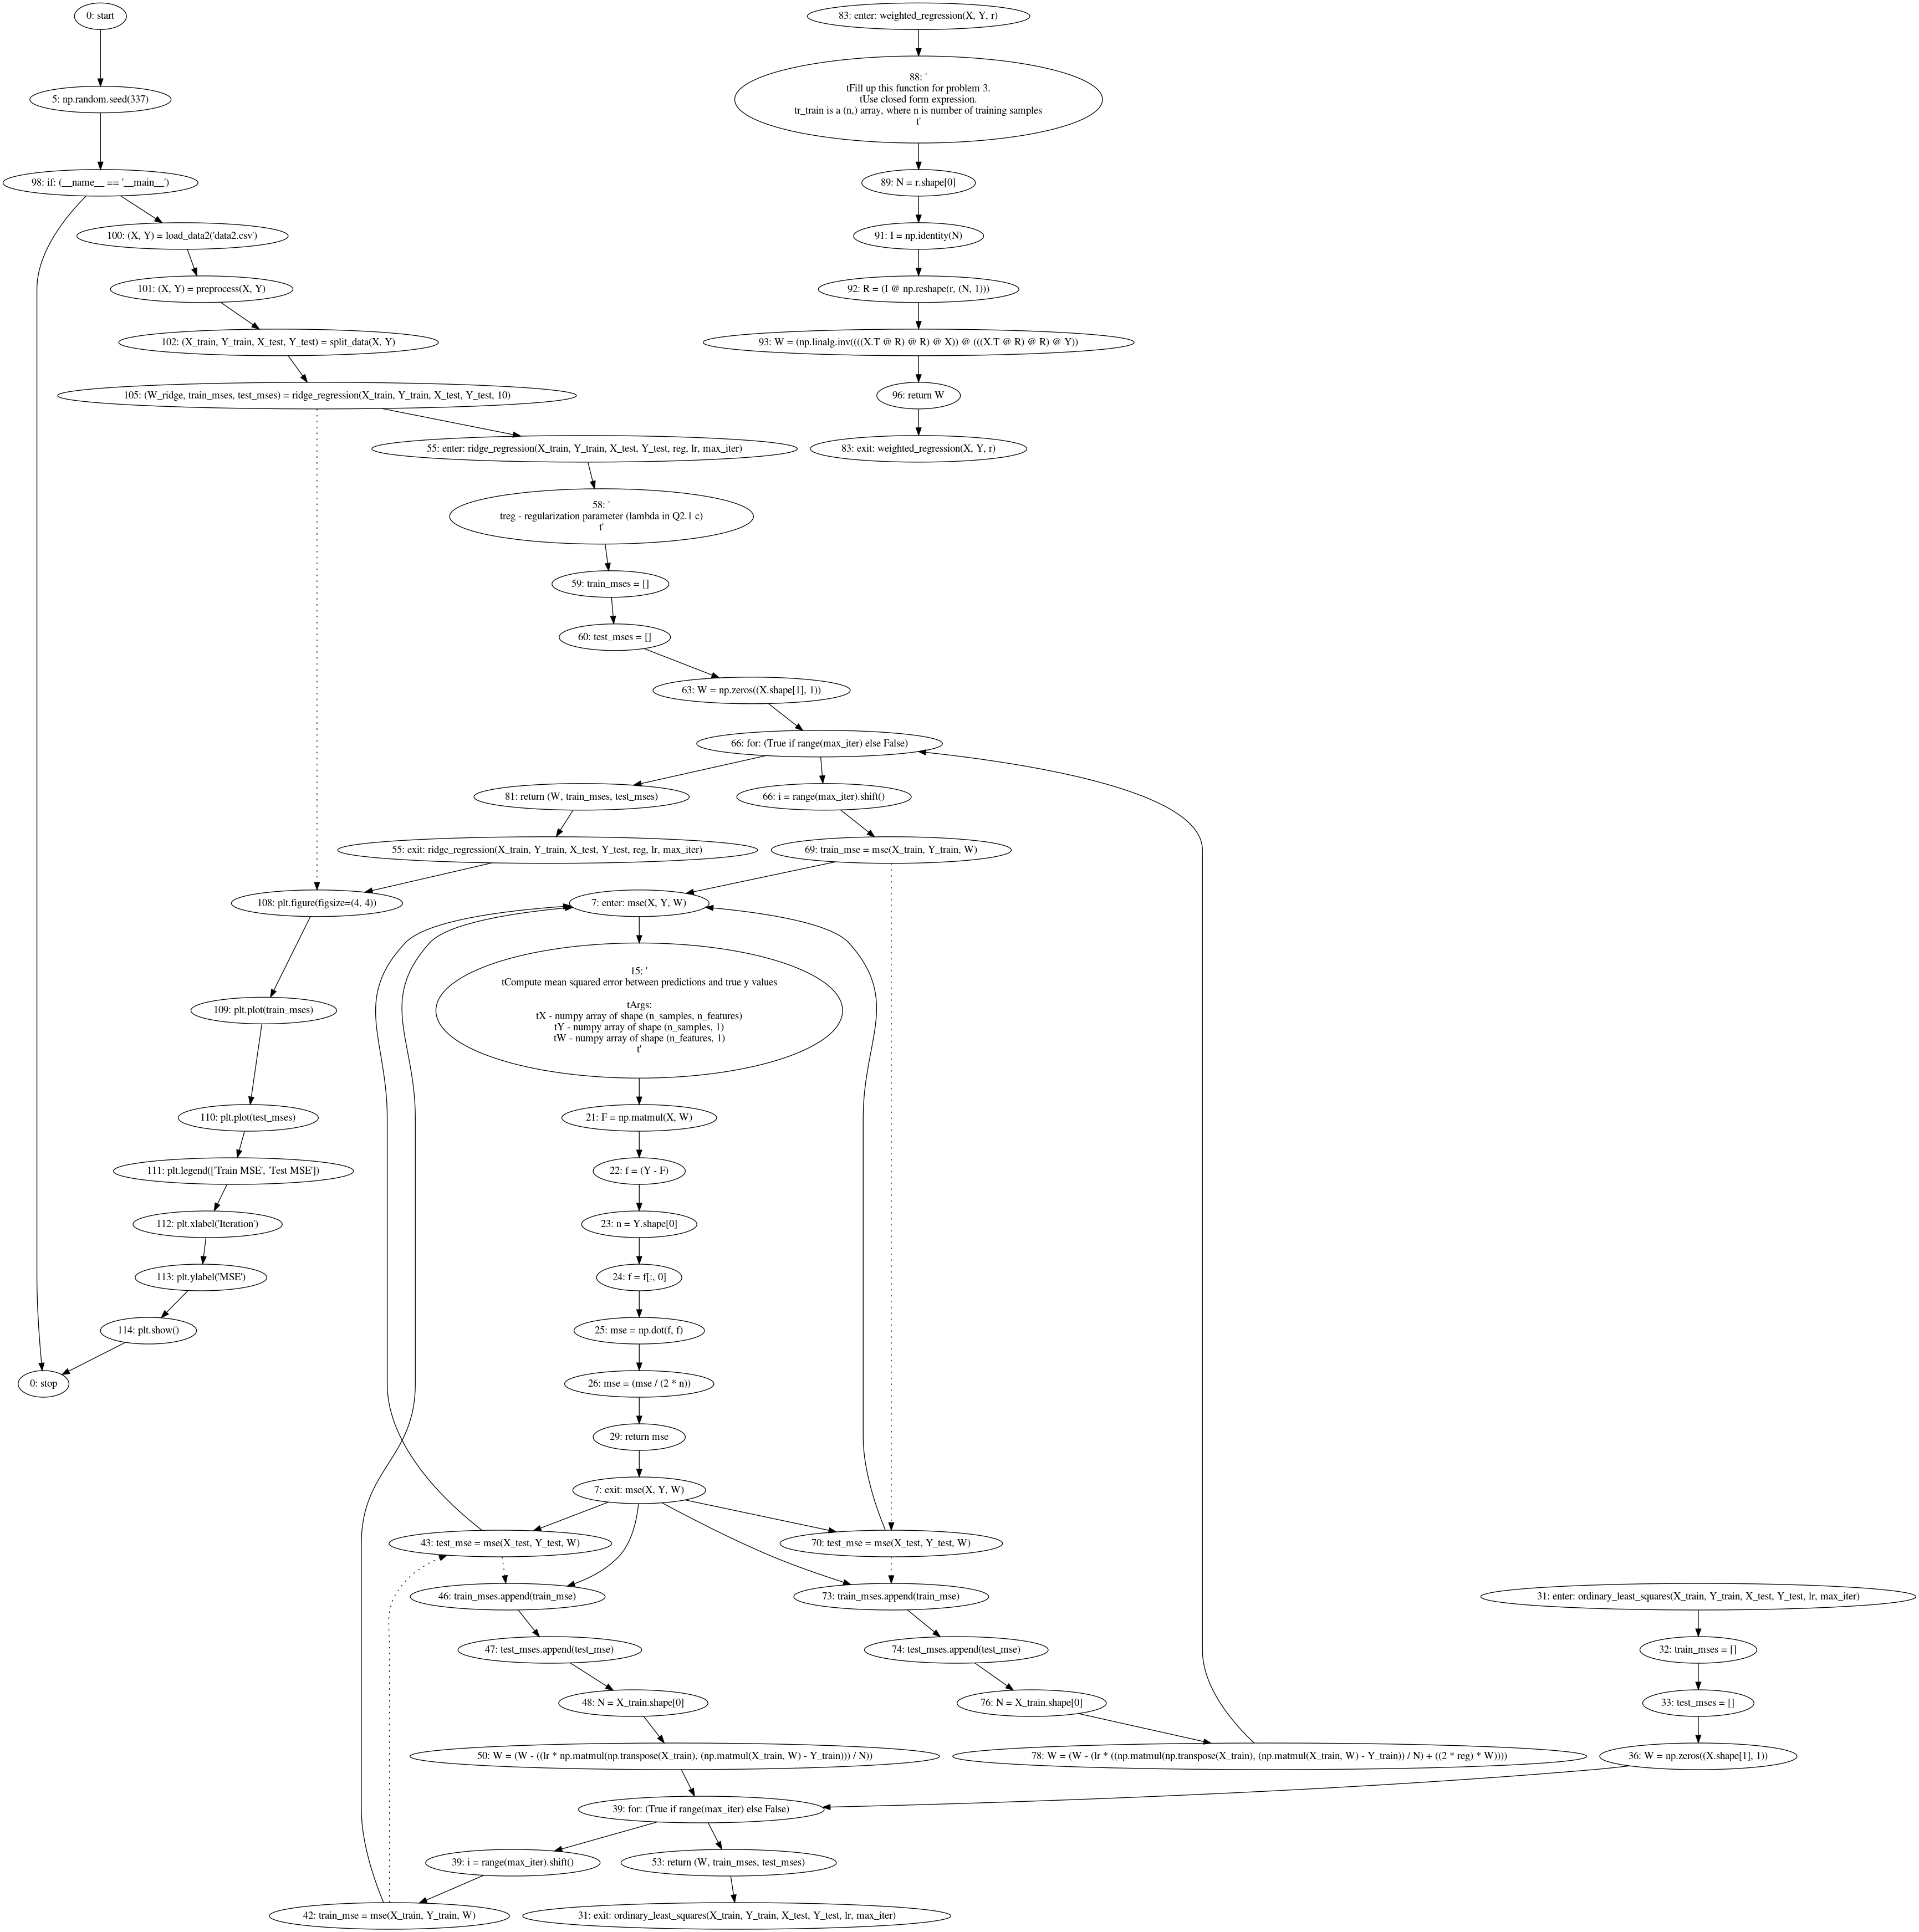 0: start
5: np.random.seed(337)
98: if: (__name__ == '__main__')
100: (X, Y) = load_data2('data2.csv')
101: (X, Y) = preprocess(X, Y)
102: (X_train, Y_train, X_test, Y_test) = split_data(X, Y)
105: (W_ridge, train_mses, test_mses) = ridge_regression(X_train, Y_train, X_test, Y_test, 10)
83: enter: weighted_regression(X, Y, r)
88: '
tFill up this function for problem 3.
tUse closed form expression.
tr_train is a (n,) array, where n is number of training samples
t'
89: N = r.shape[0]
91: I = np.identity(N)
92: R = (I @ np.reshape(r, (N, 1)))
93: W = (np.linalg.inv((((X.T @ R) @ R) @ X)) @ (((X.T @ R) @ R) @ Y))
96: return W
83: exit: weighted_regression(X, Y, r)
55: enter: ridge_regression(X_train, Y_train, X_test, Y_test, reg, lr, max_iter)
58: '
treg - regularization parameter (lambda in Q2.1 c)
t'
59: train_mses = []
60: test_mses = []
63: W = np.zeros((X.shape[1], 1))
66: for: (True if range(max_iter) else False)
81: return (W, train_mses, test_mses)
66: i = range(max_iter).shift()
55: exit: ridge_regression(X_train, Y_train, X_test, Y_test, reg, lr, max_iter)
69: train_mse = mse(X_train, Y_train, W)
108: plt.figure(figsize=(4, 4))
109: plt.plot(train_mses)
110: plt.plot(test_mses)
111: plt.legend(['Train MSE', 'Test MSE'])
112: plt.xlabel('Iteration')
113: plt.ylabel('MSE')
114: plt.show()
0: stop
7: enter: mse(X, Y, W)
15: '
tCompute mean squared error between predictions and true y values
tArgs:
tX - numpy array of shape (n_samples, n_features)
tY - numpy array of shape (n_samples, 1)
tW - numpy array of shape (n_features, 1)
t'
21: F = np.matmul(X, W)
22: f = (Y - F)
23: n = Y.shape[0]
24: f = f[:, 0]
25: mse = np.dot(f, f)
26: mse = (mse / (2 * n))
29: return mse
7: exit: mse(X, Y, W)
43: test_mse = mse(X_test, Y_test, W)
70: test_mse = mse(X_test, Y_test, W)
46: train_mses.append(train_mse)
73: train_mses.append(train_mse)
31: enter: ordinary_least_squares(X_train, Y_train, X_test, Y_test, lr, max_iter)
47: test_mses.append(test_mse)
74: test_mses.append(test_mse)
32: train_mses = []
48: N = X_train.shape[0]
76: N = X_train.shape[0]
33: test_mses = []
50: W = (W - ((lr * np.matmul(np.transpose(X_train), (np.matmul(X_train, W) - Y_train))) / N))
78: W = (W - (lr * ((np.matmul(np.transpose(X_train), (np.matmul(X_train, W) - Y_train)) / N) + ((2 * reg) * W))))
36: W = np.zeros((X.shape[1], 1))
39: for: (True if range(max_iter) else False)
39: i = range(max_iter).shift()
53: return (W, train_mses, test_mses)
42: train_mse = mse(X_train, Y_train, W)
31: exit: ordinary_least_squares(X_train, Y_train, X_test, Y_test, lr, max_iter)